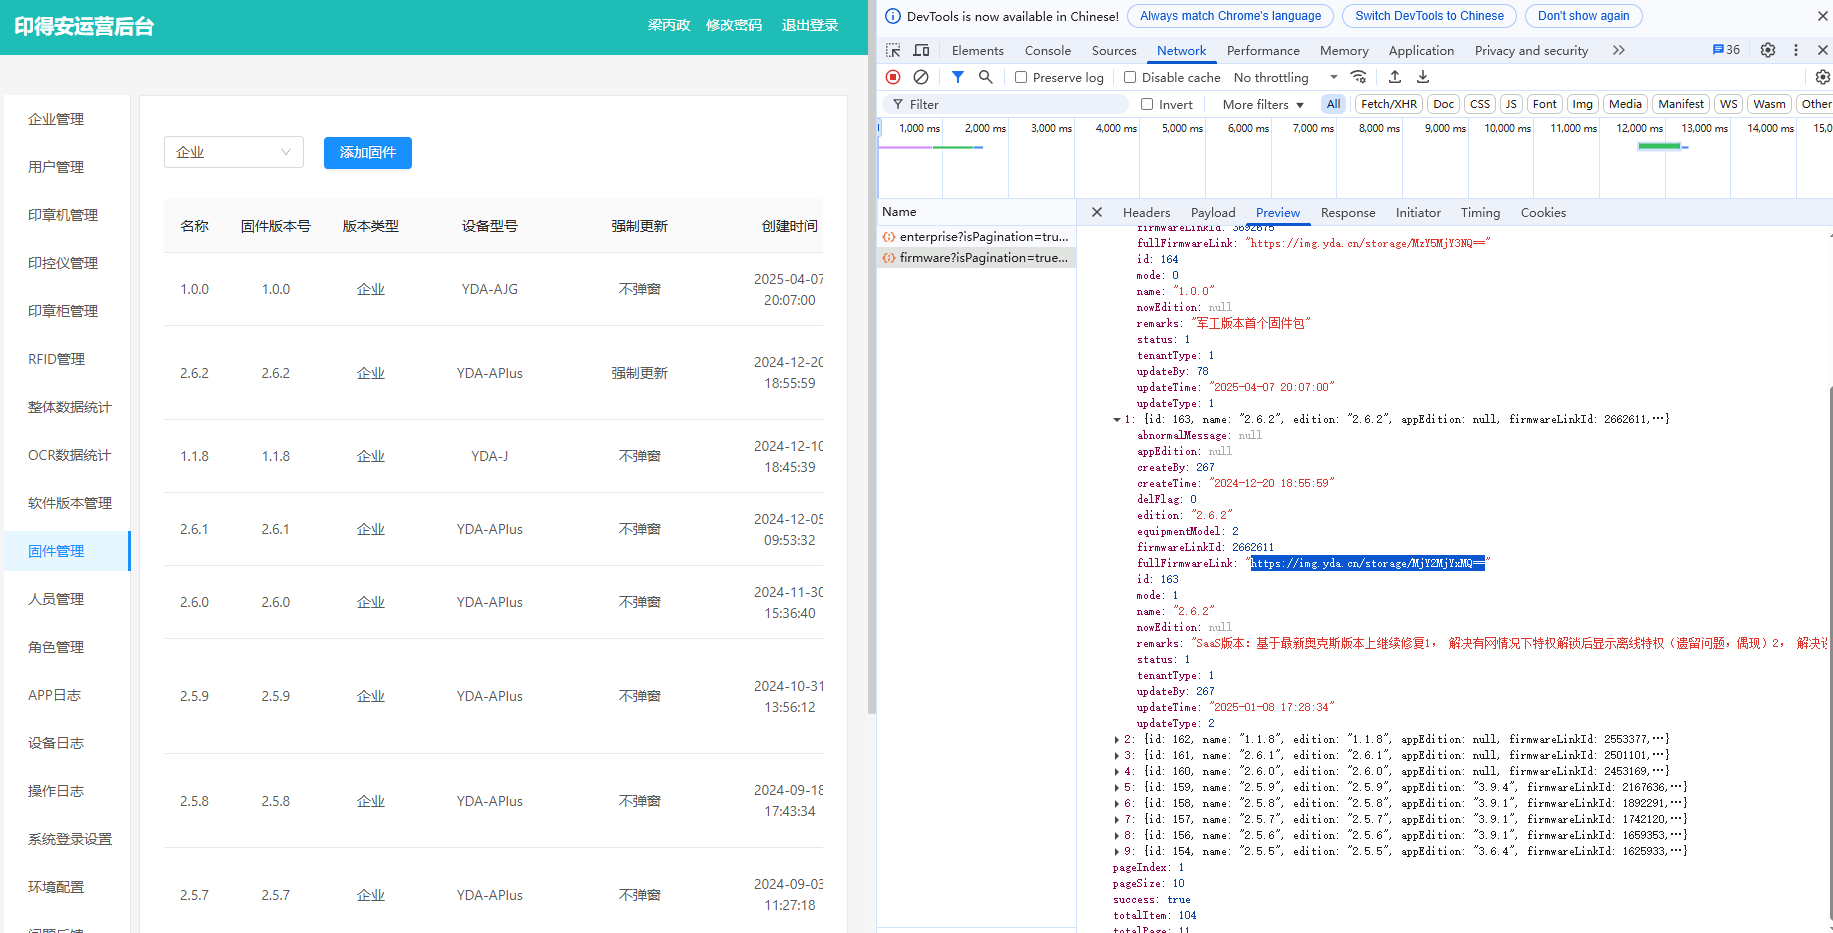 印得安运营后台
梁丙政 修改密码 退出登录
企业管理
用户管理
印章机管理
印控仪管理
印章柜管理
RFID管理
整体数据统计
OCR数据统计
软件版本管理
固件管理
人员管理
角色管理
APP日志
设备日志
操作日志
系统登录设置
环境配置
企业 添加固件
名称 固件版本号 版本类型 设备型号 强制更新 创建时间
1.0.0 1.0.0 企业 YDA-AJG 不弹窗 2025-04-07 20:07:00
2.6.2 2.6.2 企业 YDA-APlus 强制更新 2024-12-20 18:55:59
1.1.8 1.1.8 企业 YDA-J 不弹窗 2024-12-10 18:45:39
2.6.1 2.6.1 企业 YDA-APlus 不弹窗 2024-12-05 09:53:32
2.6.0 2.6.0 企业 YDA-APlus 不弹窗 2024-11-30 15:36:40
2.5.9 2.5.9 企业 YDA-APlus 不弹窗 2024-10-31 13:56:12
2.5.8 2.5.8 企业 YDA-APlus 不弹窗 2024-09-18 17:43:34
2.5.7 2.5.7 企业 YDA-APlus 不弹窗 2024-09-03 11:27:18
DevTools is now available in Chinese! Always match Chrome's language Switch DevTools to Chinese Don't show again
Elements Console Sources Network Performance Memory Application Privacy and security 36
Preserve log Disable cache No throttling
Filter Invert More filters All Fetch/XHR Doc CSS JS Font Img Media Manifest WS Wasm Other
1,000 ms 2,000 ms 3,000 ms 4,000 ms 5,000 ms 6,000 ms 7,000 ms 8,000 ms 9,000 ms 10,000 ms 11,000 ms 12,000 ms 13,000 ms 14,000 ms 15,0
Name
enterprise?isPagination=tru...
firmware?isPagination=true...
Headers Payload Preview Response Initiator Timing Cookies
firmwareLinkId: 3692675
fullFirmwareLink: "https://img.yda.cn/storage/MzY5MjY3NQ=="
id: 164
mode: 0
name: "1.0.0"
nowEdition: null
remarks: "军工版本首个固件包"
status: 1
tenantType: 1
updateBy: 78
updateTime: "2025-04-07 20:07:00"
updateType: 1
1: {id: 163, name: "2.6.2", edition: "2.6.2", appEdition: null, firmwareLinkId: 2662611,…}
abnormalMessage: null
appEdition: null
createBy: 267
createTime: "2024-12-20 18:55:59"
delFlag: 0
edition: "2.6.2"
equipmentModel: 2
firmwareLinkId: 2662611
fullFirmwareLink: "https://img.yda.cn/storage/MjY2MjYxMQ=="
id: 163
mode: 1
name: "2.6.2"
nowEdition: null
remarks: "SaaS版本：基于最新奥克斯版本上继续修复1， 解决有网情况下特权解锁后显示离线特权（遗留问题，偶现）2， 解决设
status: 1
tenantType: 1
updateBy: 267
updateTime: "2025-01-08 17:28:34"
updateType: 2
2: {id: 162, name: "1.1.8", edition: "1.1.8", appEdition: null, firmwareLinkId: 2553377,…}
3: {id: 161, name: "2.6.1", edition: "2.6.1", appEdition: null, firmwareLinkId: 2501101,…}
4: {id: 160, name: "2.6.0", edition: "2.6.0", appEdition: null, firmwareLinkId: 2453169,…}
5: {id: 159, name: "2.5.9", edition: "2.5.9", appEdition: "3.9.4", firmwareLinkId: 2167636,…}
6: {id: 158, name: "2.5.8", edition: "2.5.8", appEdition: "3.9.1", firmwareLinkId: 1892291,…}
7: {id: 157, name: "2.5.7", edition: "2.5.7", appEdition: "3.9.1", firmwareLinkId: 1742120,…}
8: {id: 156, name: "2.5.6", edition: "2.5.6", appEdition: "3.9.1", firmwareLinkId: 1659353,…}
9: {id: 154, name: "2.5.5", edition: "2.5.5", appEdition: "3.6.4", firmwareLinkId: 1625933,…}
pageIndex: 1
pageSize: 10
success: true
totalItem: 104
totalPage: 11